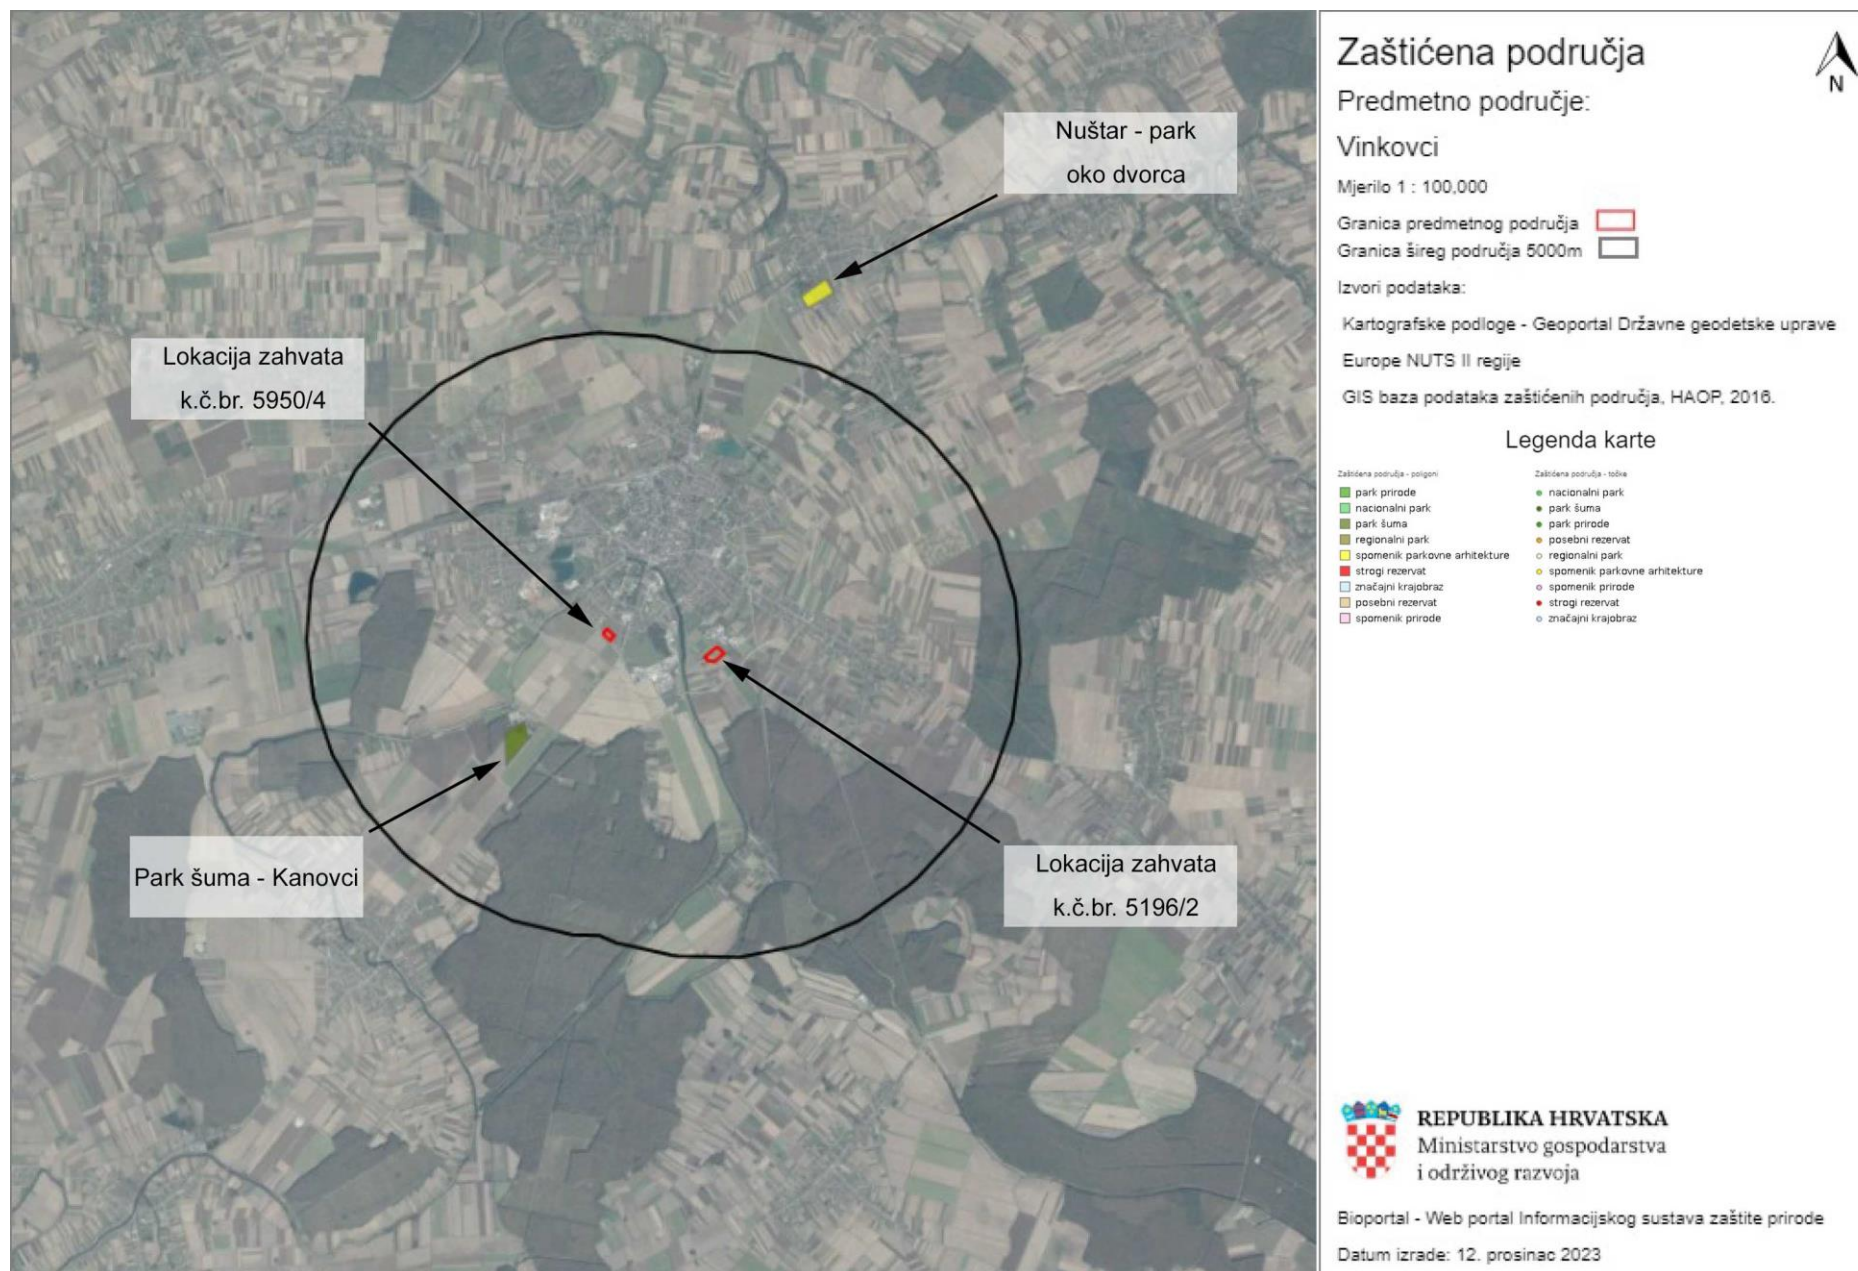 Nuštar - park
oko dvorca
Lokacija zahvata
k.č.br. 5950/4
Park šuma - Kanovci
Lokacija zahvata
k.č.br. 5196/2
Zaštićena područja
N
Predmetno područje:
Vinkovci
Mjerilo 1 : 100,000
Granica predmetnog područja
Granica šireg područja 5000m
Izvori podataka:
Kartografske podloge - Geoportal Državne geodetske uprave
Europe NUTS II regije
GIS baza podataka zaštićenih područja, HAOP, 2016.
Legenda karte
Zaštićena područja - poligoni
park prirode
nacionalni park
park šuma
regionalni park
spomenik parkovne arhitekture
strogi rezervat
značajni krajobraz
posebni rezervat
spomenik prirode
Zaštićena područja - točke
nacionalni park
park šuma
park prirode
posebni rezervat
regionalni park
spomenik parkovne arhitekture
spomenik prirode
strogi rezervat
značajni krajobraz
REPUBLIKA HRVATSKA
Ministarstvo gospodarstva
i održivog razvoja
Bioportal - Web portal Informacijskog sustava zaštite prirode
Datum izrade: 12. prosinac 2023